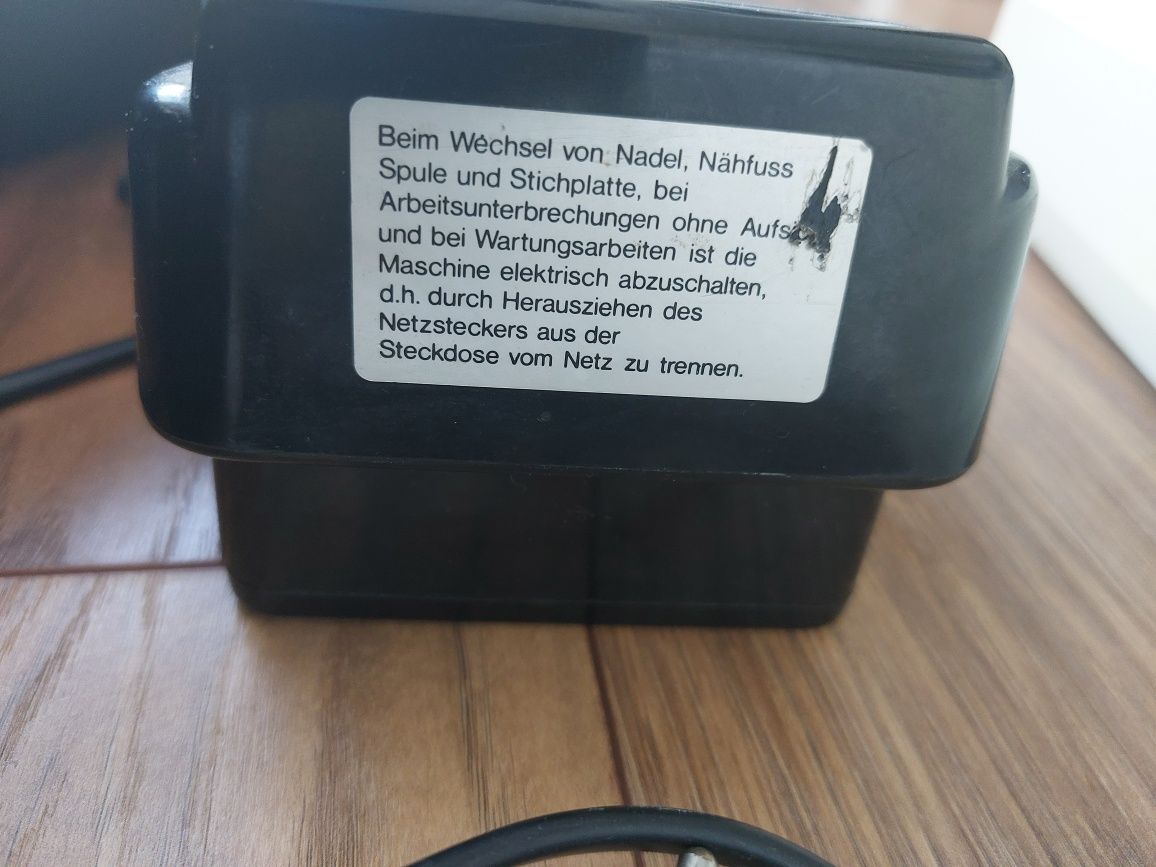 Beim Wechsel von Nadel, Nähfuss
Spule und Stichplatte, bei
Arbeitsunterbrechungen ohne
und bei Wartungsarbeiten ist die
Maschine elektrisch abzuschalten,
d.h. durch Herausziehen des
Netzsteckers aus der
Steckdose vom Netz zu trennen.